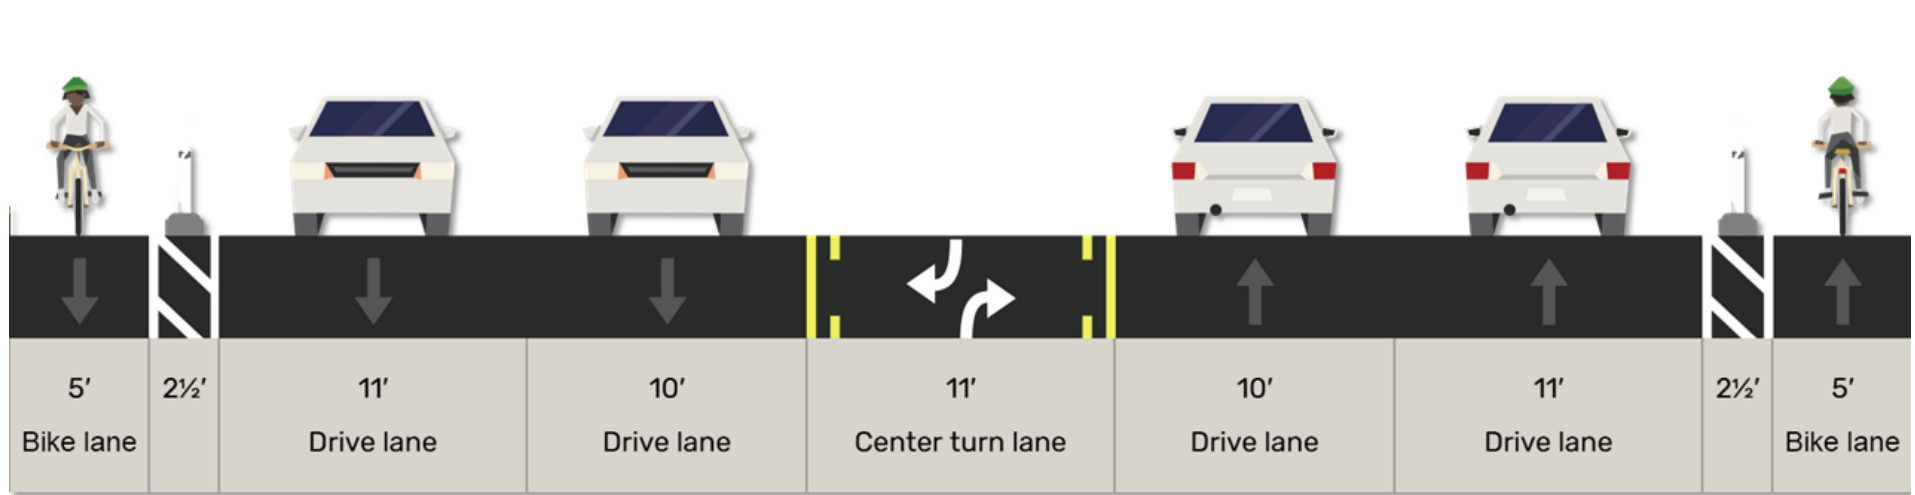 5′ 2½′ 11′ 10′ 11′ 10′ 11′ 2½′ 5′
Bike lane Drive lane Drive lane Center turn lane Drive lane Drive lane Bike lane